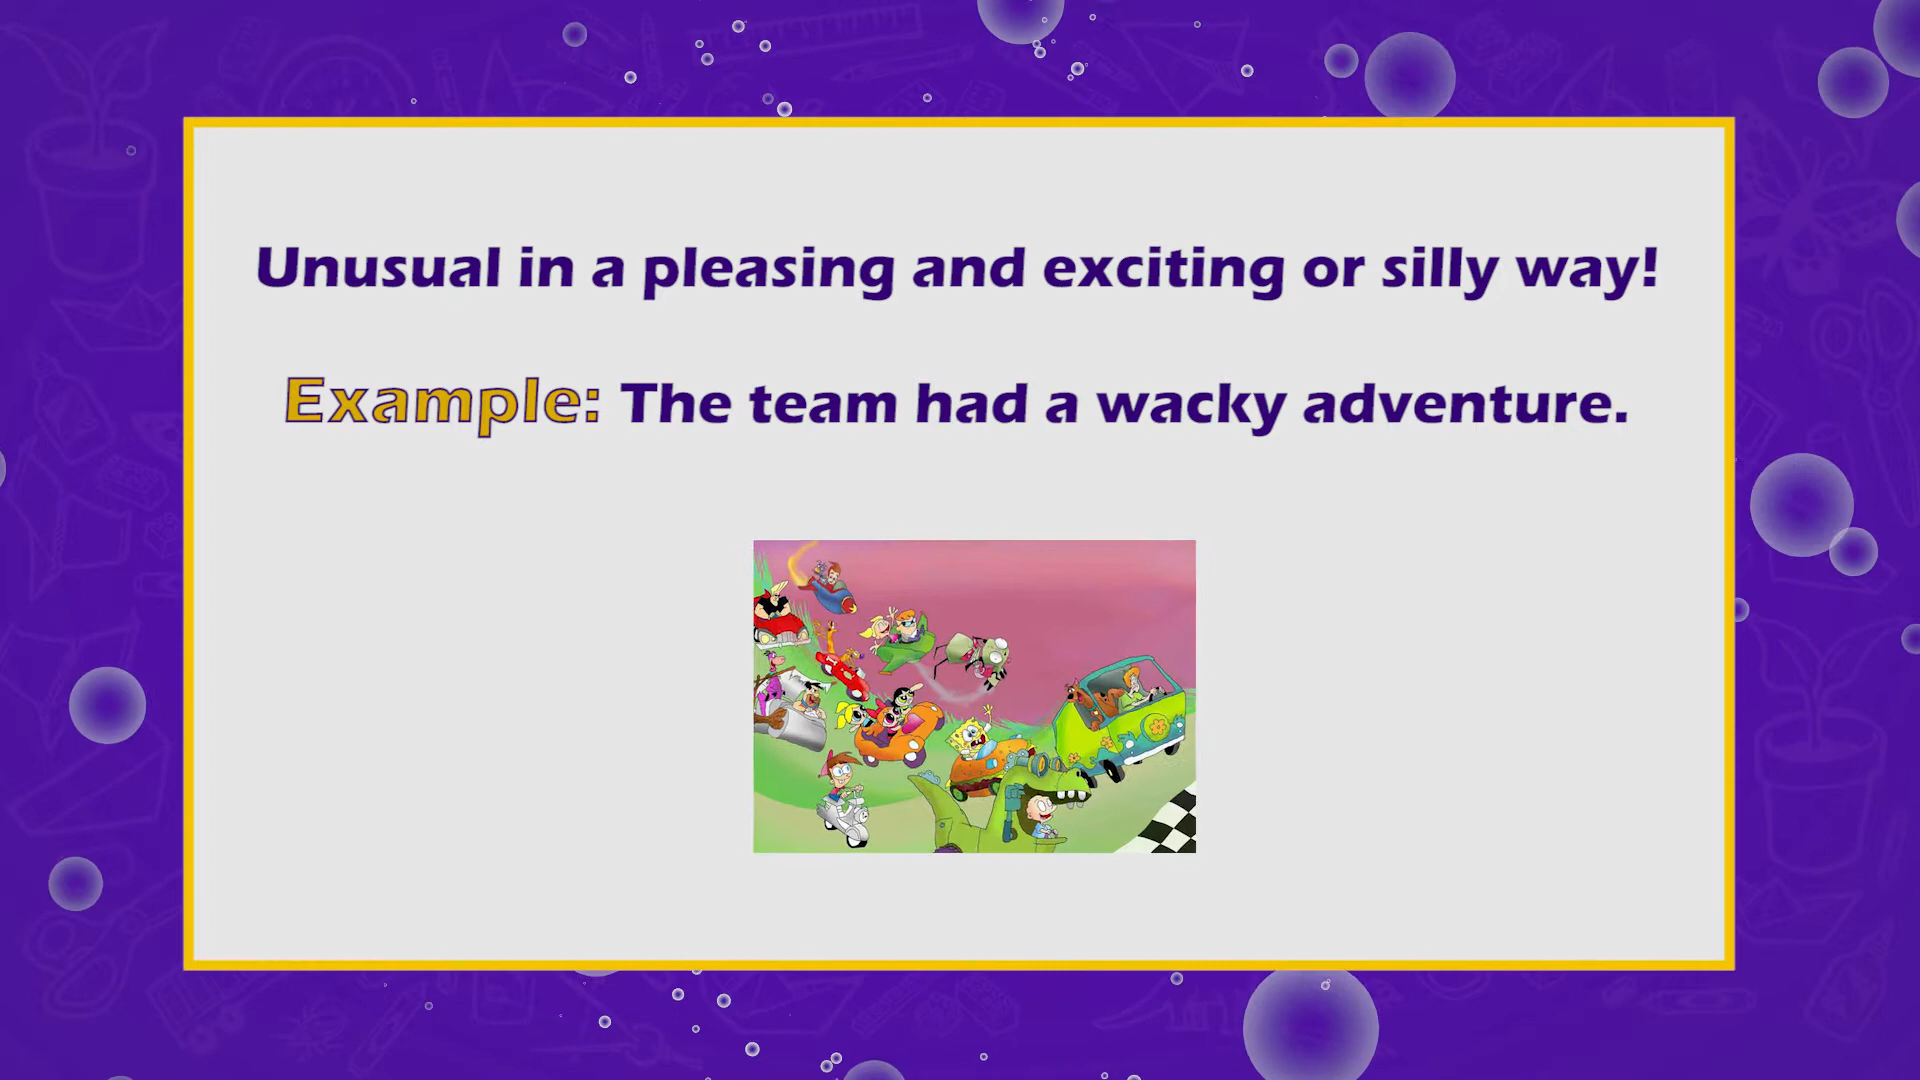 Unusual in a pleasing and exciting or silly way!
Example: The team had a wacky adventure.